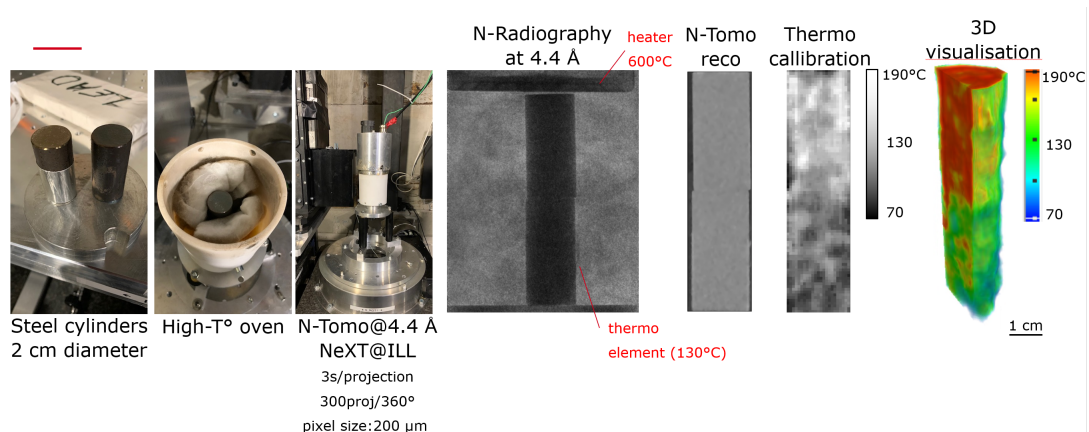 N-Radiography
at 4.4 Å
heater
600°C
N-Tomo
reco
Thermo
callibration
3D
visualisation
LEAD
190°C
130
70
190°C
130
70
1 cm
Steel cylinders
2 cm diameter
High-T° oven
N-Tomo@4.4 Å
NeXT@ILL
3s/projection
300proj/360°
pixel size:200 µm
thermo
element (130°C)